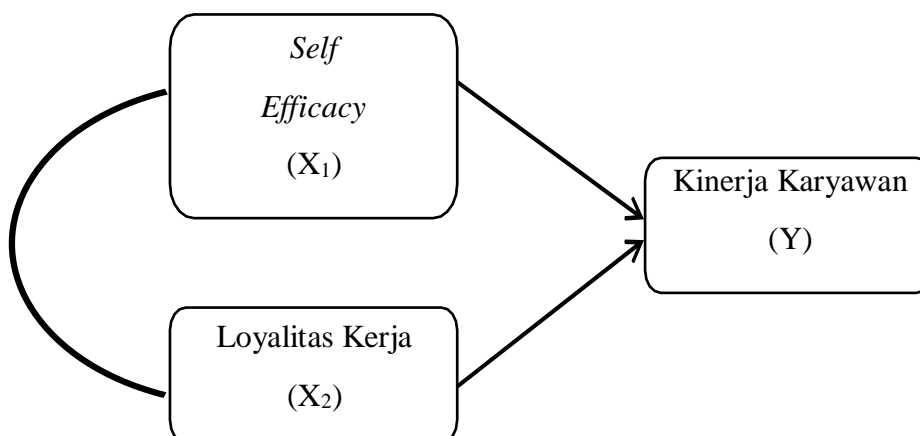 Self
Efficacy
(X₁)
Kinerja Karyawan
(Y)
Loyalitas Kerja
(X₂)